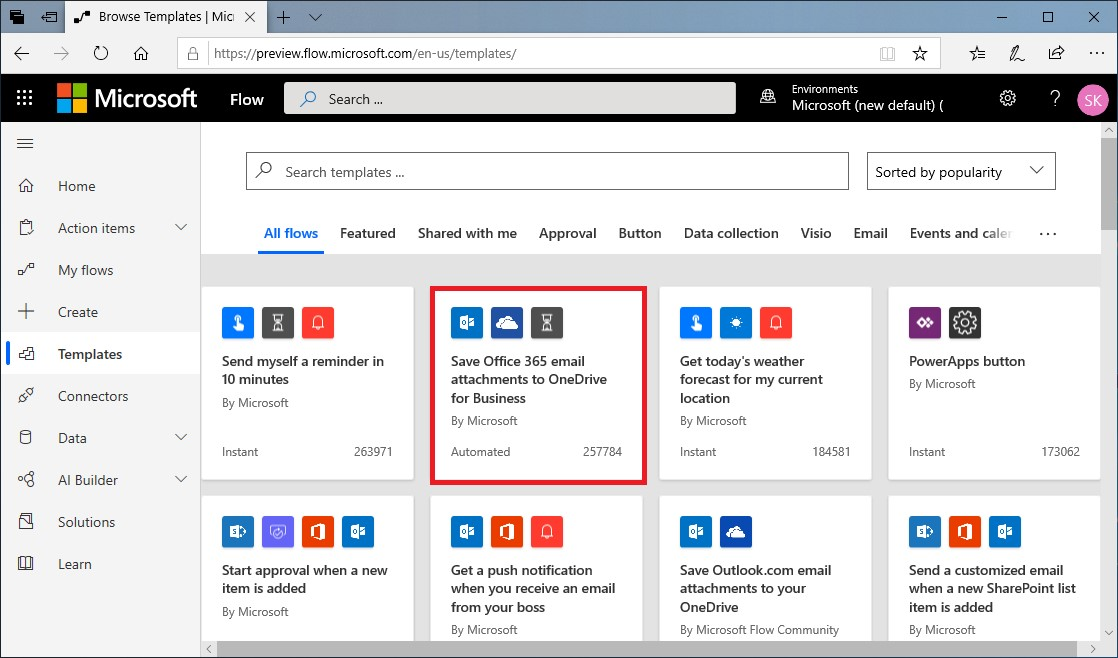 Browse Templates | Mic
https://preview.flow.microsoft.com/en-us/templates/
Microsoft
Flow
Search ...
Environments
Microsoft (new default) (
?
SK
Home
Action items
My flows
Create
Templates
Connectors
Data
AI Builder
Solutions
Learn
Search templates ...
Sorted by popularity
All flows Featured Shared with me Approval Button Data collection Visio Email Events and caler ...
Send myself a reminder in
10 minutes
By Microsoft
Instant 263971
Save Office 365 email
attachments to OneDrive
for Business
By Microsoft
Automated 257784
Get today's weather
forecast for my current
location
By Microsoft
Instant 184581
PowerApps button
By Microsoft
Instant 173062
Start approval when a new
item is added
By Microsoft
Get a push notification
when you receive an email
from your boss
By Microsoft
Save Outlook.com email
attachments to your
OneDrive
By Microsoft Flow Community
Send a customized email
when a new SharePoint list
item is added
By Microsoft